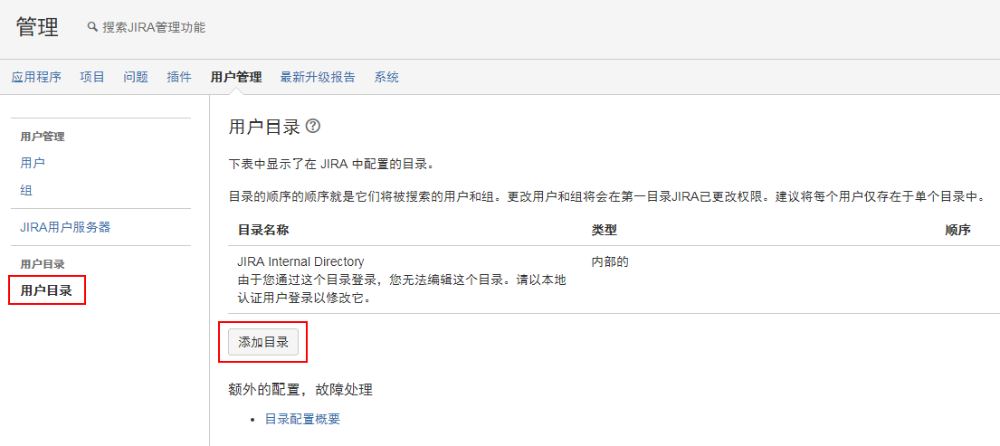 管理 搜索JIRA管理功能
应用程序 项目 问题 插件 用户管理 最新升级报告 系统
用户管理
用户
组
JIRA用户服务器
用户目录
用户目录
用户目录 ?
下表中显示了在 JIRA 中配置的目录。
目录的顺序的顺序就是它们将被搜索的用户和组。更改用户和组将会在第一目录JIRA已更改权限。建议将每个用户仅存在于单个目录中。
目录名称 类型 顺序
JIRA Internal Directory 内部的
由于您通过这个目录登录，您无法编辑这个目录。请以本地
认证用户登录以修改它。
添加目录
额外的配置，故障处理
• 目录配置概要